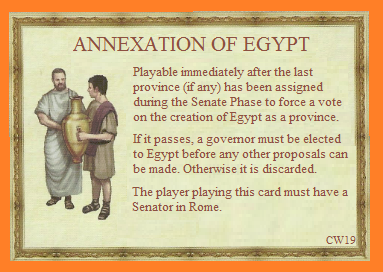 ANNEXATION OF EGYPT
Playable immediately after the last
province (if any) has been assigned
during the Senate Phase to force a vote
on the creation of Egypt as a province.
If it passes, a governor must be elected
to Egypt before any other proposals can
be made. Otherwise it is discarded.
The player playing this card must have a
Senator in Rome.
CW19